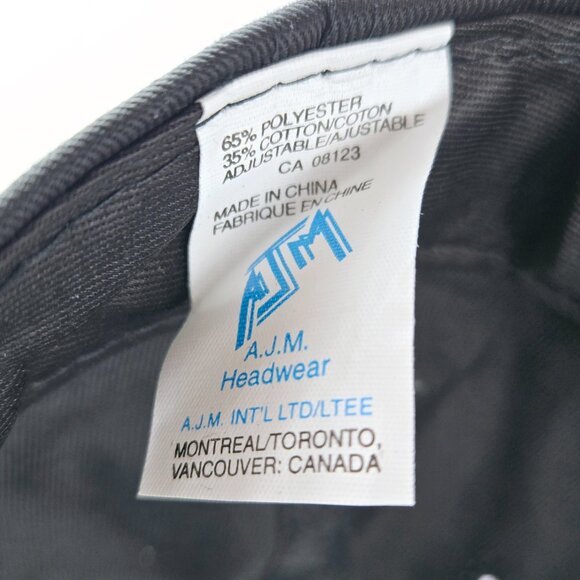 65% POLYESTER
35% COTTON/COTON
ADJUSTABLE/AJUSTABLE
CA 08123
MADE IN CHINA
FABRIQUE EN CHINE
AJM
A.J.M.
Headwear
A.J.M. INT'L LTD/LTEE
MONTREAL/TORONTO,
VANCOUVER: CANADA